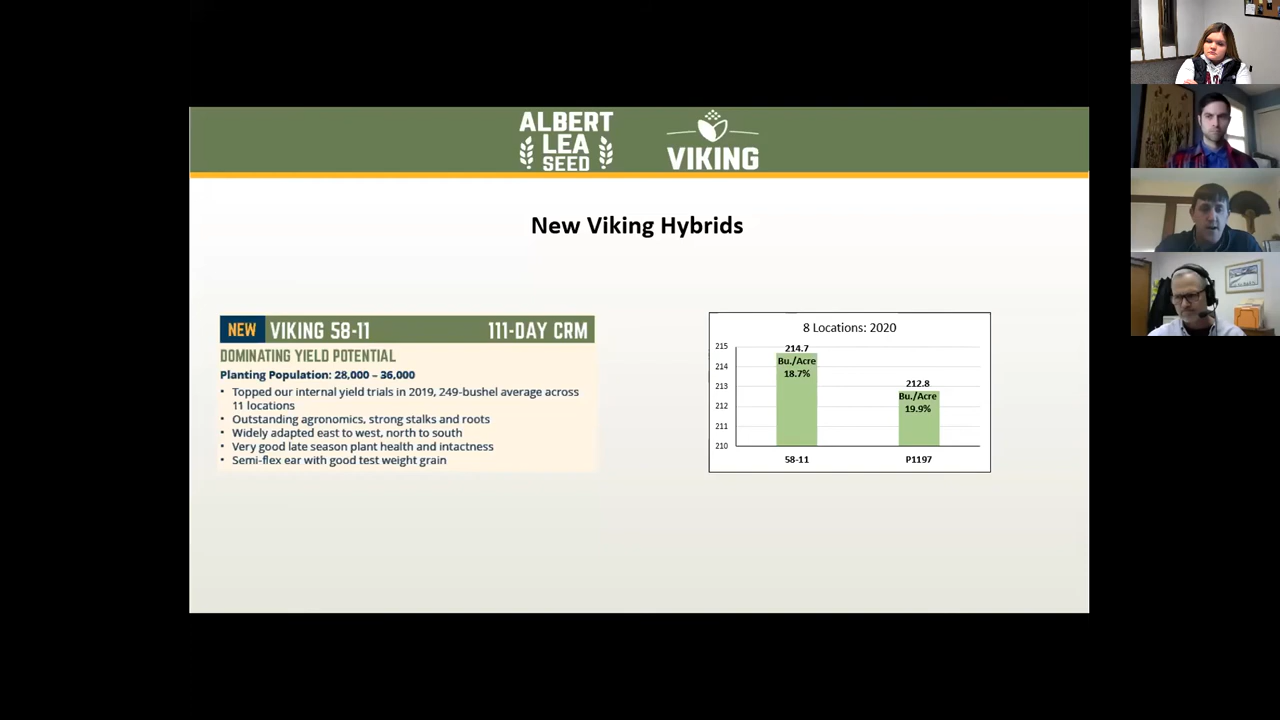 ALBERT
LEA
SEED
VIKING
New Viking Hybrids
NEW VIKING 58-11 111-DAY CRM
DOMINATING YIELD POTENTIAL
Planting Population: 28,000 – 36,000
• Topped our internal yield trials in 2019, 249-bushel average across
11 locations
• Outstanding agronomics, strong stalks and roots
• Widely adapted east to west, north to south
• Very good late season plant health and intactness
• Semi-flex ear with good test weight grain
8 Locations: 2020
215
214
213
212
211
210
214.7
Bu./Acre
18.7%
212.8
Bu./Acre
19.9%
58-11
P1197